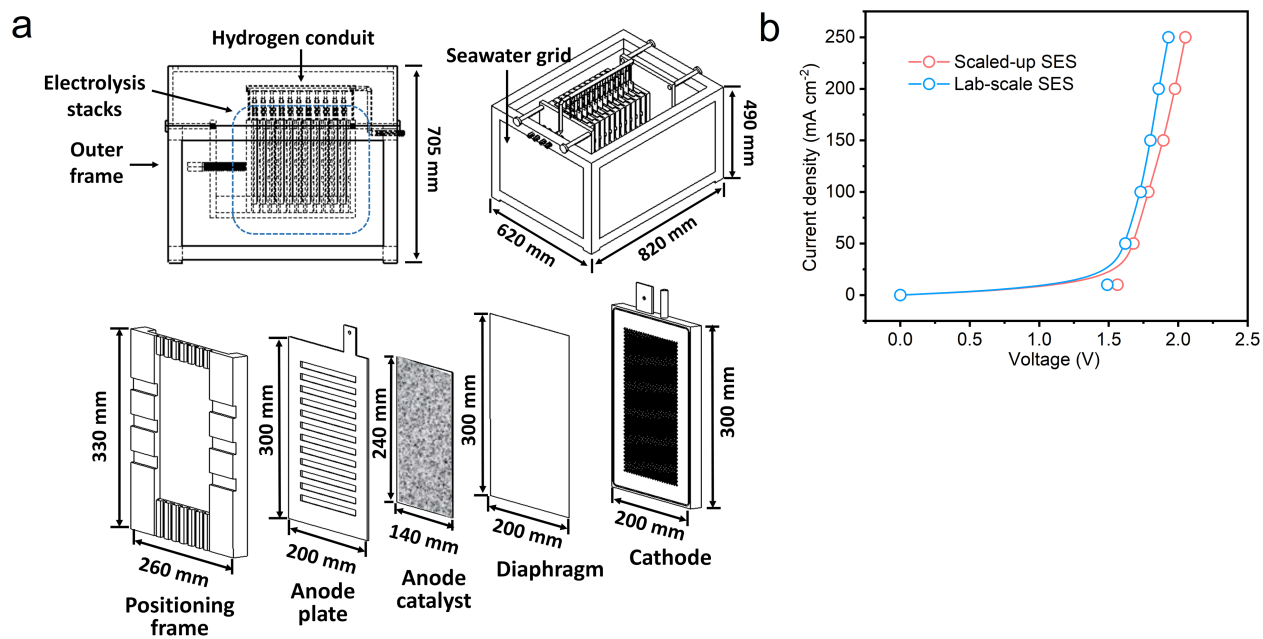 a
Hydrogen conduit
Electrolysis
stacks
Outer
frame
705 mm
Seawater grid
490 mm
620 mm
820 mm
330 mm
260 mm
Positioning
frame
300 mm
200 mm
Anode
plate
240 mm
140 mm
Anode
catalyst
300 mm
200 mm
Diaphragm
300 mm
200 mm
Cathode
b
Scaled-up SES
Lab-scale SES
Current density (mA cm⁻²)
250
200
150
100
50
0
0.0 0.5 1.0 1.5 2.0 2.5
Voltage (V)